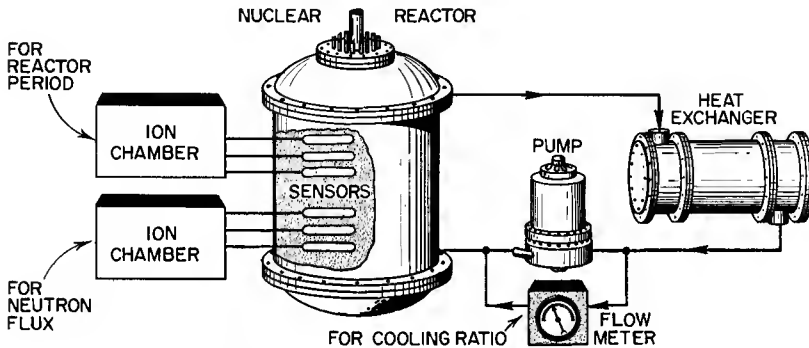 NUCLEAR REACTOR
FOR
REACTOR
PERIOD
ION
CHAMBER
SENSORS
ION
CHAMBER
FOR
NEUTRON
FLUX
PUMP
HEAT
EXCHANGER
FOR COOLING RATIO
FLOW
METER